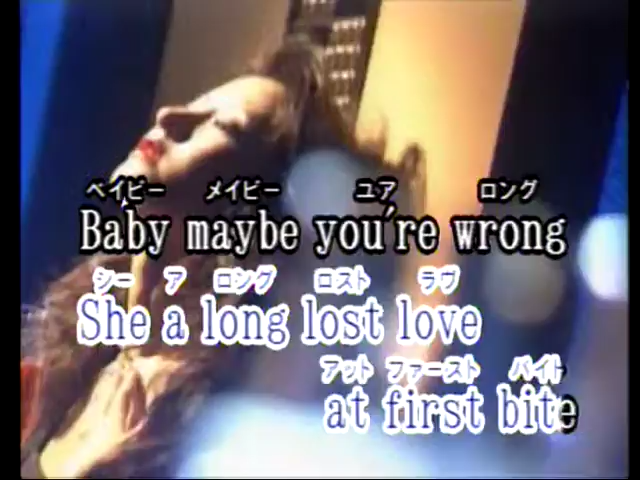 ベイビー メイビー ユア ロング
Baby maybe you're wrong
シー ア ロング ロスト ラヴ
She a long lost love
アット ファースト バイト
at first bite